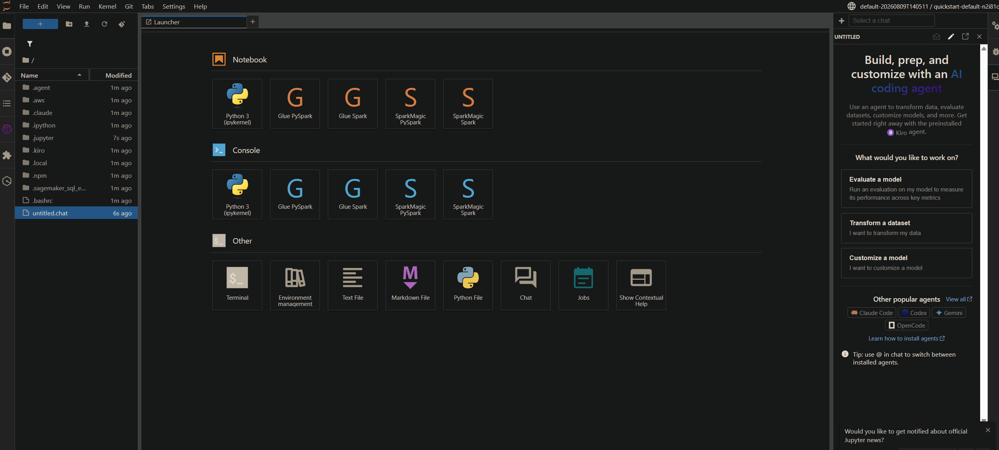 File Edit View Run Kernel Git Tabs Settings Help
default-20260809T140511 / quickstart-default-n2i81c
+
Launcher
+
Select a chat
UNTITLED
/
Name Modified
.agent 1m ago
.aws 1m ago
.claude 1m ago
.ipython 1m ago
.jupyter 7s ago
.kiro 1m ago
.local 1m ago
.npm 1m ago
.sagemaker_sql_e... 1m ago
.bashrc 1m ago
untitled.chat 6s ago
Notebook
Python 3
(ipykernel)
G
Glue PySpark
G
Glue Spark
S
SparkMagic
PySpark
S
SparkMagic
Spark
Console
Python 3
(ipykernel)
G
Glue PySpark
G
Glue Spark
S
SparkMagic
PySpark
S
SparkMagic
Spark
$_
Other
$_
Terminal
Environment
management
Text File
M
Markdown File
Python File
Chat
Jobs
Show Contextual
Help
Build, prep, and
customize with an AI
coding agent
Use an agent to transform data, evaluate
datasets, customize models, and more. Get
started right away with the preinstalled
Kiro agent.
What would you like to work on?
Evaluate a model
Run an evaluation on my model to measure
its performance across key metrics
Transform a dataset
I want to transform my data
Customize a model
I want to customize a model
Other popular agents View all
Claude Code Codex Gemini
OpenCode
Learn how to install agents
Tip: use @ in chat to switch between
installed agents.
Would you like to get notified about official
Jupyter news?